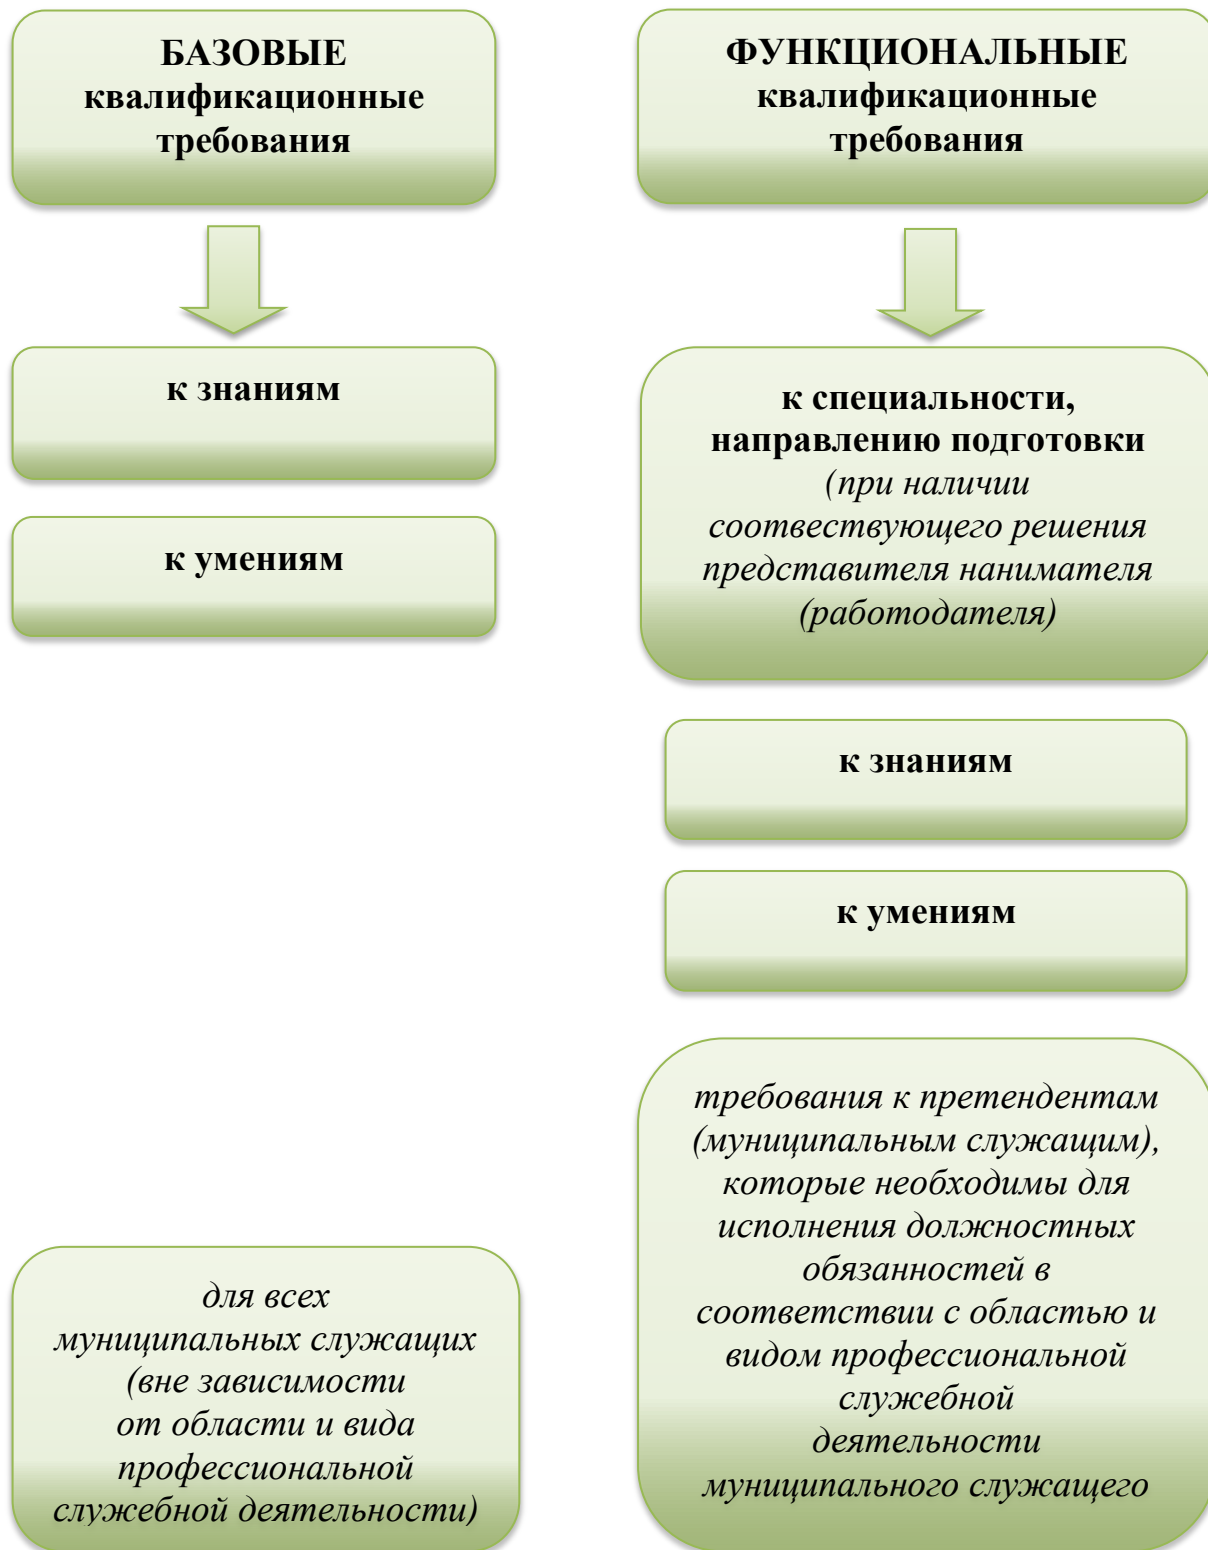 БАЗОВЫЕ
квалификационные
требования
к знаниям
к умениям
для всех
муниципальных служащих
(вне зависимости
от области и вида
профессиональной
служебной деятельности)
ФУНКЦИОНАЛЬНЫЕ
квалификационные
требования
к специальности,
направлению подготовки
(при наличии
соотвествующего решения
представителя нанимателя
(работодателя)
к знаниям
к умениям
требования к претендентам
(муниципальным служащим),
которые необходимы для
исполнения должностных
обязанностей в
соответствии с областью и
видом профессиональной
служебной
деятельности
муниципального служащего